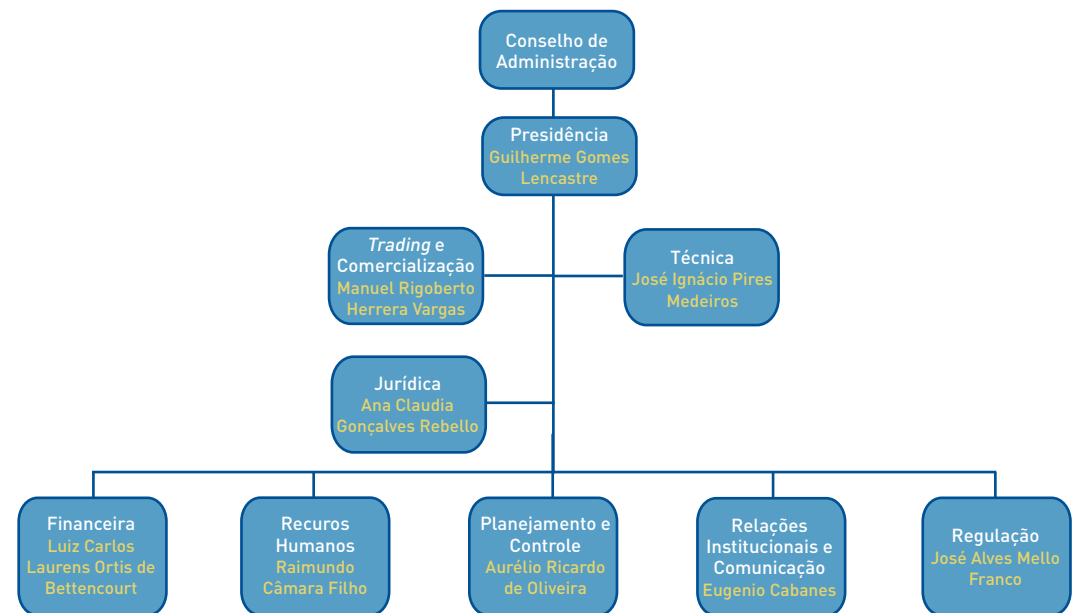 Conselho de
Administração
Presidência
Guilherme Gomes
Lencastre
Trading e
Comercialização
Manuel Rigoberto
Herrera Vargas
Técnica
José Ignácio Pires
Medeiros
Jurídica
Ana Claudia
Gonçalves Rebello
Financeira
Luiz Carlos
Laurens Ortis de
Bettencourt
Recuros
Humanos
Raimundo
Câmara Filho
Planejamento e
Controle
Aurélio Ricardo
de Oliveira
Relações
Institucionais e
Comunicação
Eugenio Cabanes
Regulação
José Alves Mello
Franco